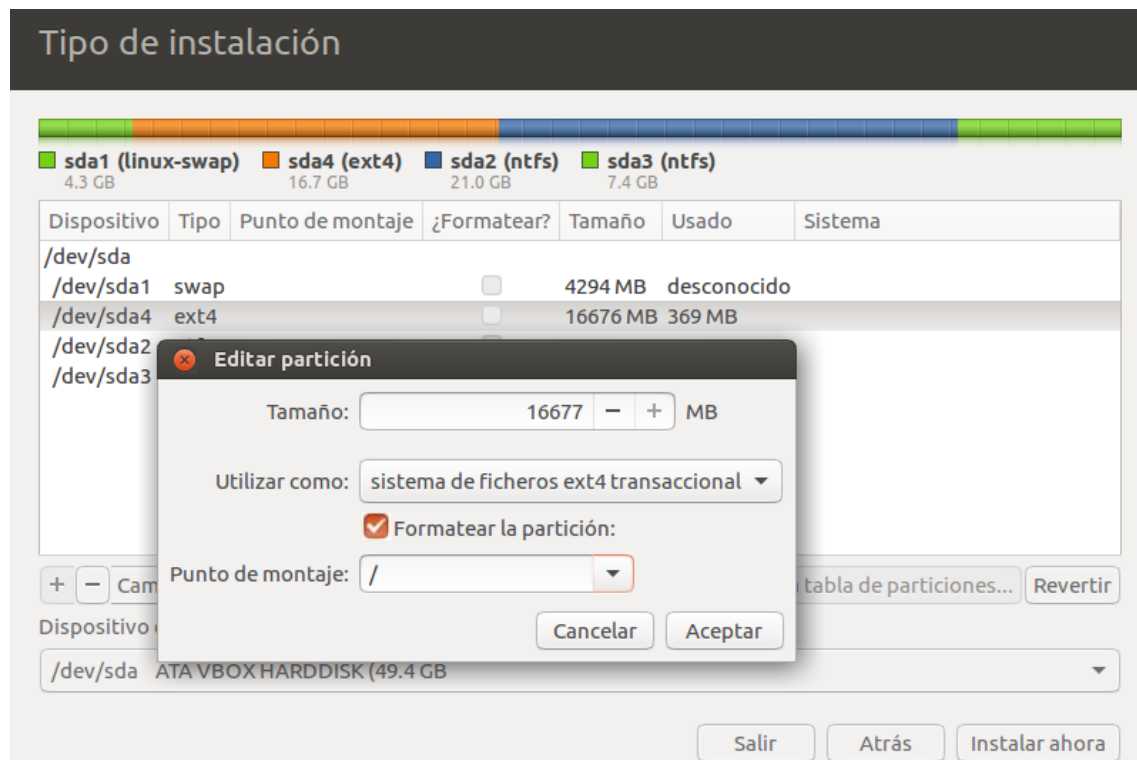 Tipo de instalación
sda1 (linux-swap) sda4 (ext4) sda2 (ntfs) sda3 (ntfs)
4.3 GB 16.7 GB 21.0 GB 7.4 GB
Dispositivo Tipo Punto de montaje ¿Formatear? Tamaño Usado Sistema
/dev/sda
/dev/sda1 swap 4294 MB desconocido
/dev/sda4 ext4 16676 MB 369 MB
/dev/sda2
/dev/sda3
Editar partición
Tamaño: 16677 − + MB
Utilizar como: sistema de ficheros ext4 transaccional
Formatear la partición:
Punto de montaje: /
Cancelar Aceptar
+ − Cam tabla de particiones... Revertir
Dispositivo
/dev/sda ATA VBOX HARDDISK (49.4 GB
Salir Atrás Instalar ahora